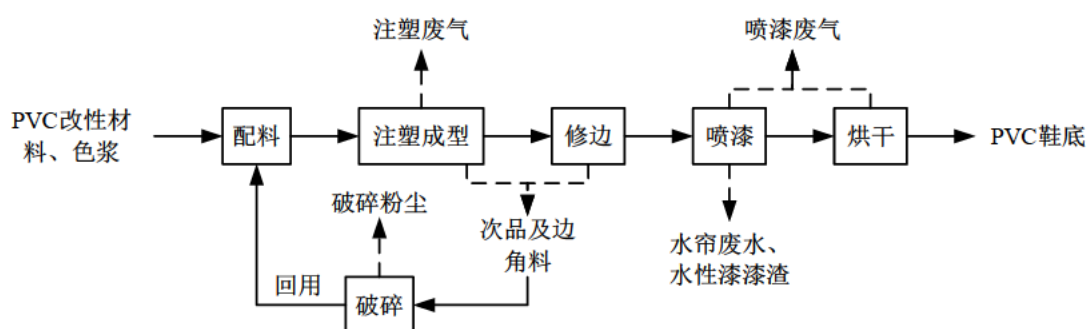 注塑废气
喷漆废气
PVC改性材
料、色浆
配料
注塑成型
修边
喷漆
烘干
PVC鞋底
破碎粉尘
次品及边
角料
水帘废水、
水性漆漆渣
回用
破碎